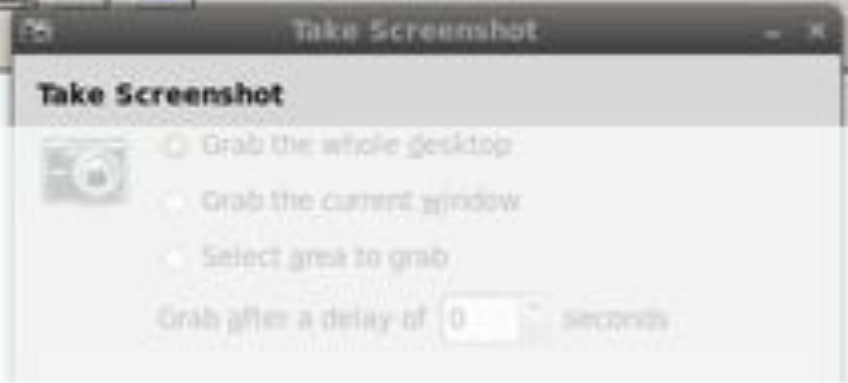 Take Screenshot
Take Screenshot
Grab the whole desktop
Grab the current window
Select area to grab
Grab after a delay of 0 seconds